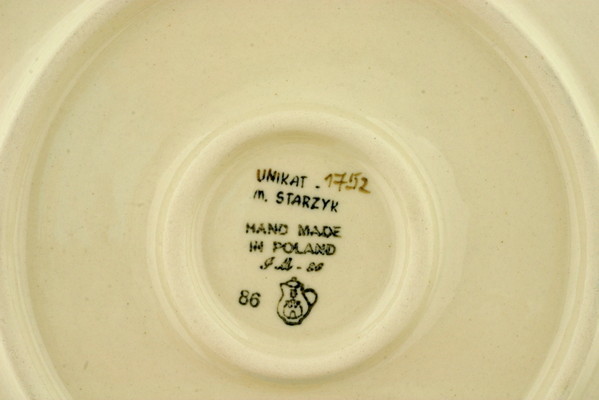 UNIKAT - 1752
M. STARZYK
HAND MADE
IN POLAND
86